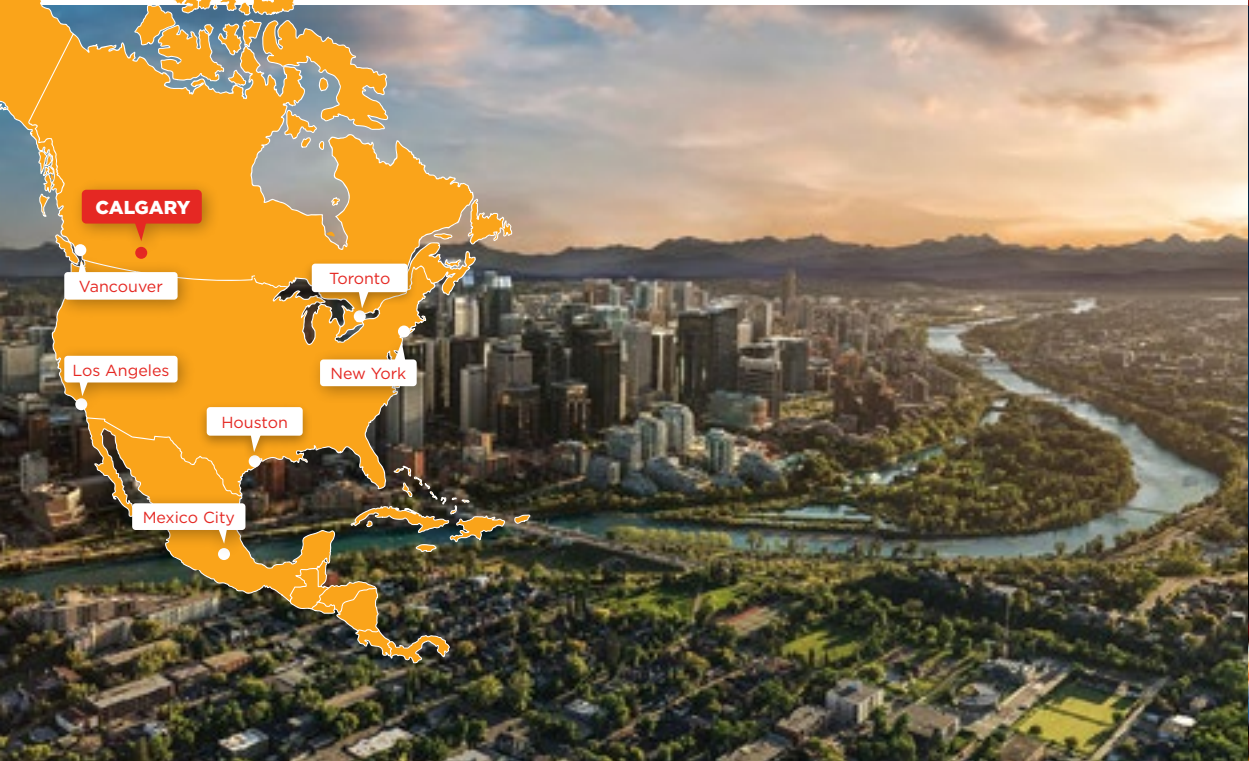 CALGARY
Vancouver
Toronto
Los Angeles
New York
Houston
Mexico City